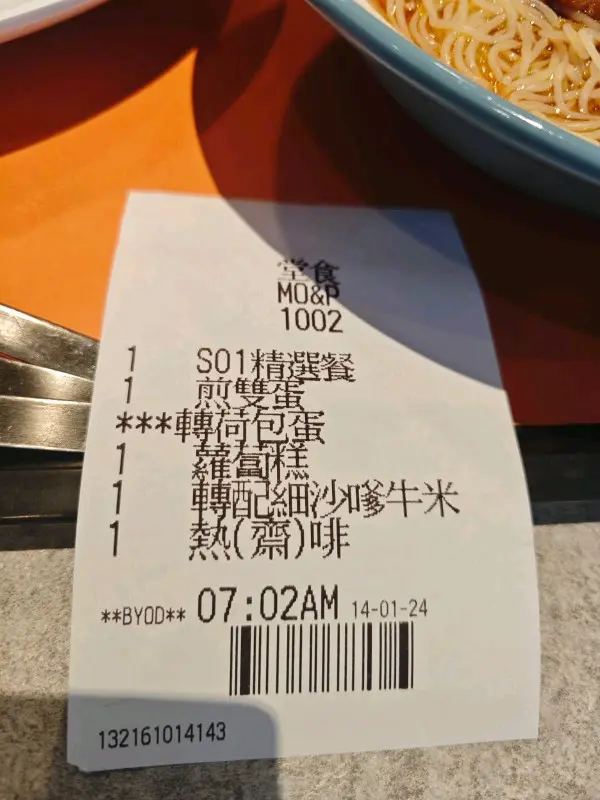 堂食
MO&P
1002
1 S01精選餐
1 煎雙蛋
***轉荷包蛋
1 蘿蔔糕
1 轉配細沙嗲牛米
1 熱(齋)啡
**BYOD** 07:02AM 14-01-24
132161014143